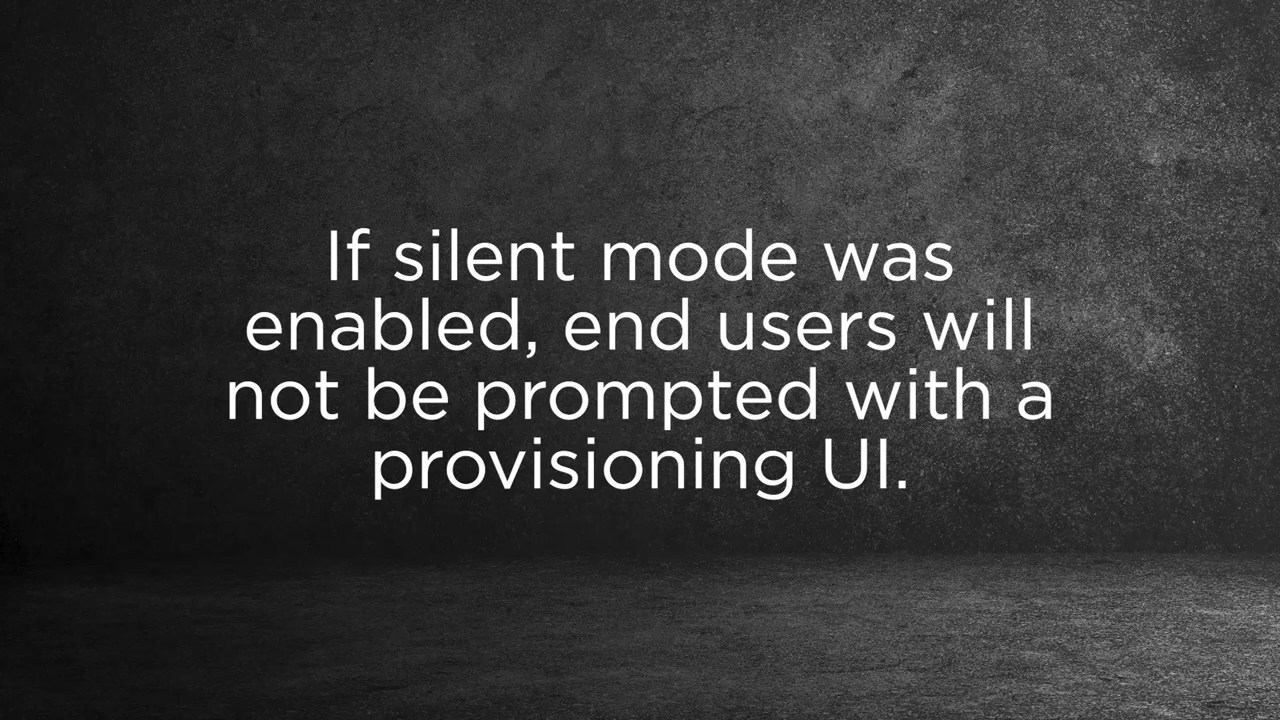 If silent mode was
enabled, end users will
not be prompted with a
provisioning UI.